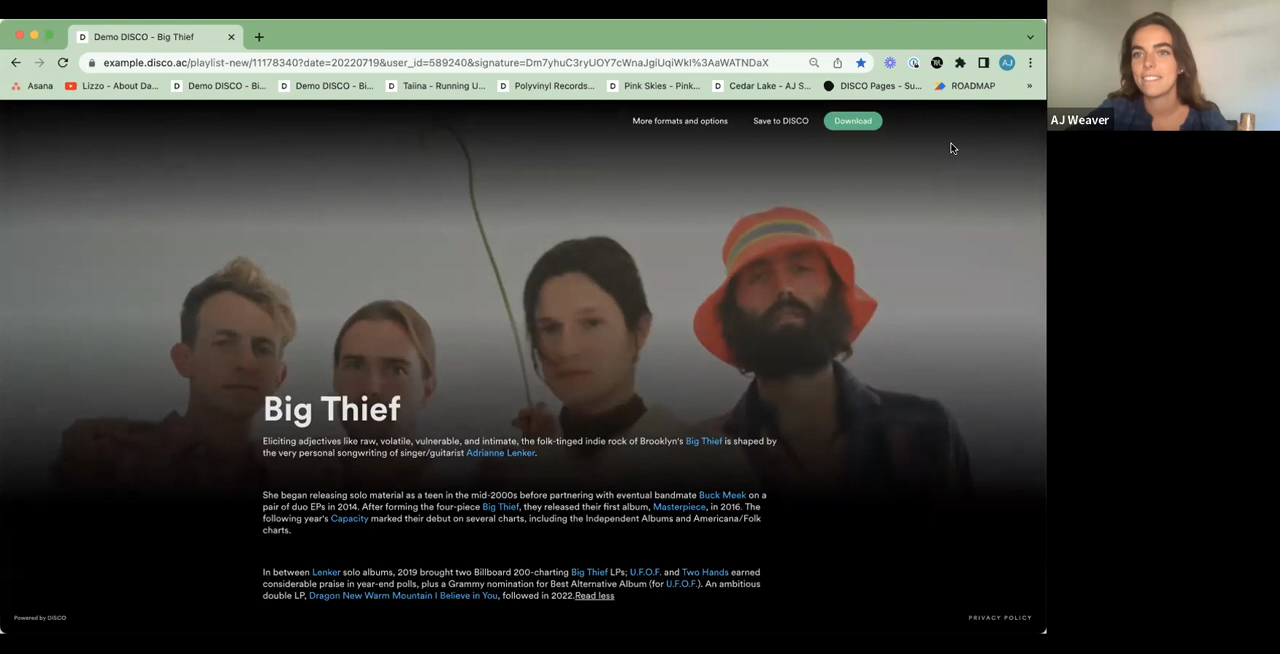 Demo DISCO - Big Thief
example.disco.ac/playlist-new/11178340?date=20220719&user_id=589240&signature=Dm7yhuC3ryUOY7cWnaJgiUqiWkl%3AaWATNDaX
AJ
Asana
Lizzo - About Da...
Demo DISCO - Bi...
Demo DISCO - Bi...
Taiina - Running U...
Polyvinyl Records...
Pink Skies - Pink...
Cedar Lake - AJ S...
DISCO Pages - Su...
ROADMAP
»
More formats and options
Save to DISCO
Download
AJ Weaver
Big Thief
Eliciting adjectives like raw, volatile, vulnerable, and intimate, the folk-tinged indie rock of Brooklyn's Big Thief is shaped by
the very personal songwriting of singer/guitarist Adrianne Lenker.
She began releasing solo material as a teen in the mid-2000s before partnering with eventual bandmate Buck Meek on a
pair of duo EPs in 2014. After forming the four-piece Big Thief, they released their first album, Masterpiece, in 2016. The
following year's Capacity marked their debut on several charts, including the Independent Albums and Americana/Folk
charts.
In between Lenker solo albums, 2019 brought two Billboard 200-charting Big Thief LPs; U.F.O.F. and Two Hands earned
considerable praise in year-end polls, plus a Grammy nomination for Best Alternative Album (for U.F.O.F.). An ambitious
double LP, Dragon New Warm Mountain I Believe in You, followed in 2022.Read less
Powered by DISCO
PRIVACY POLICY